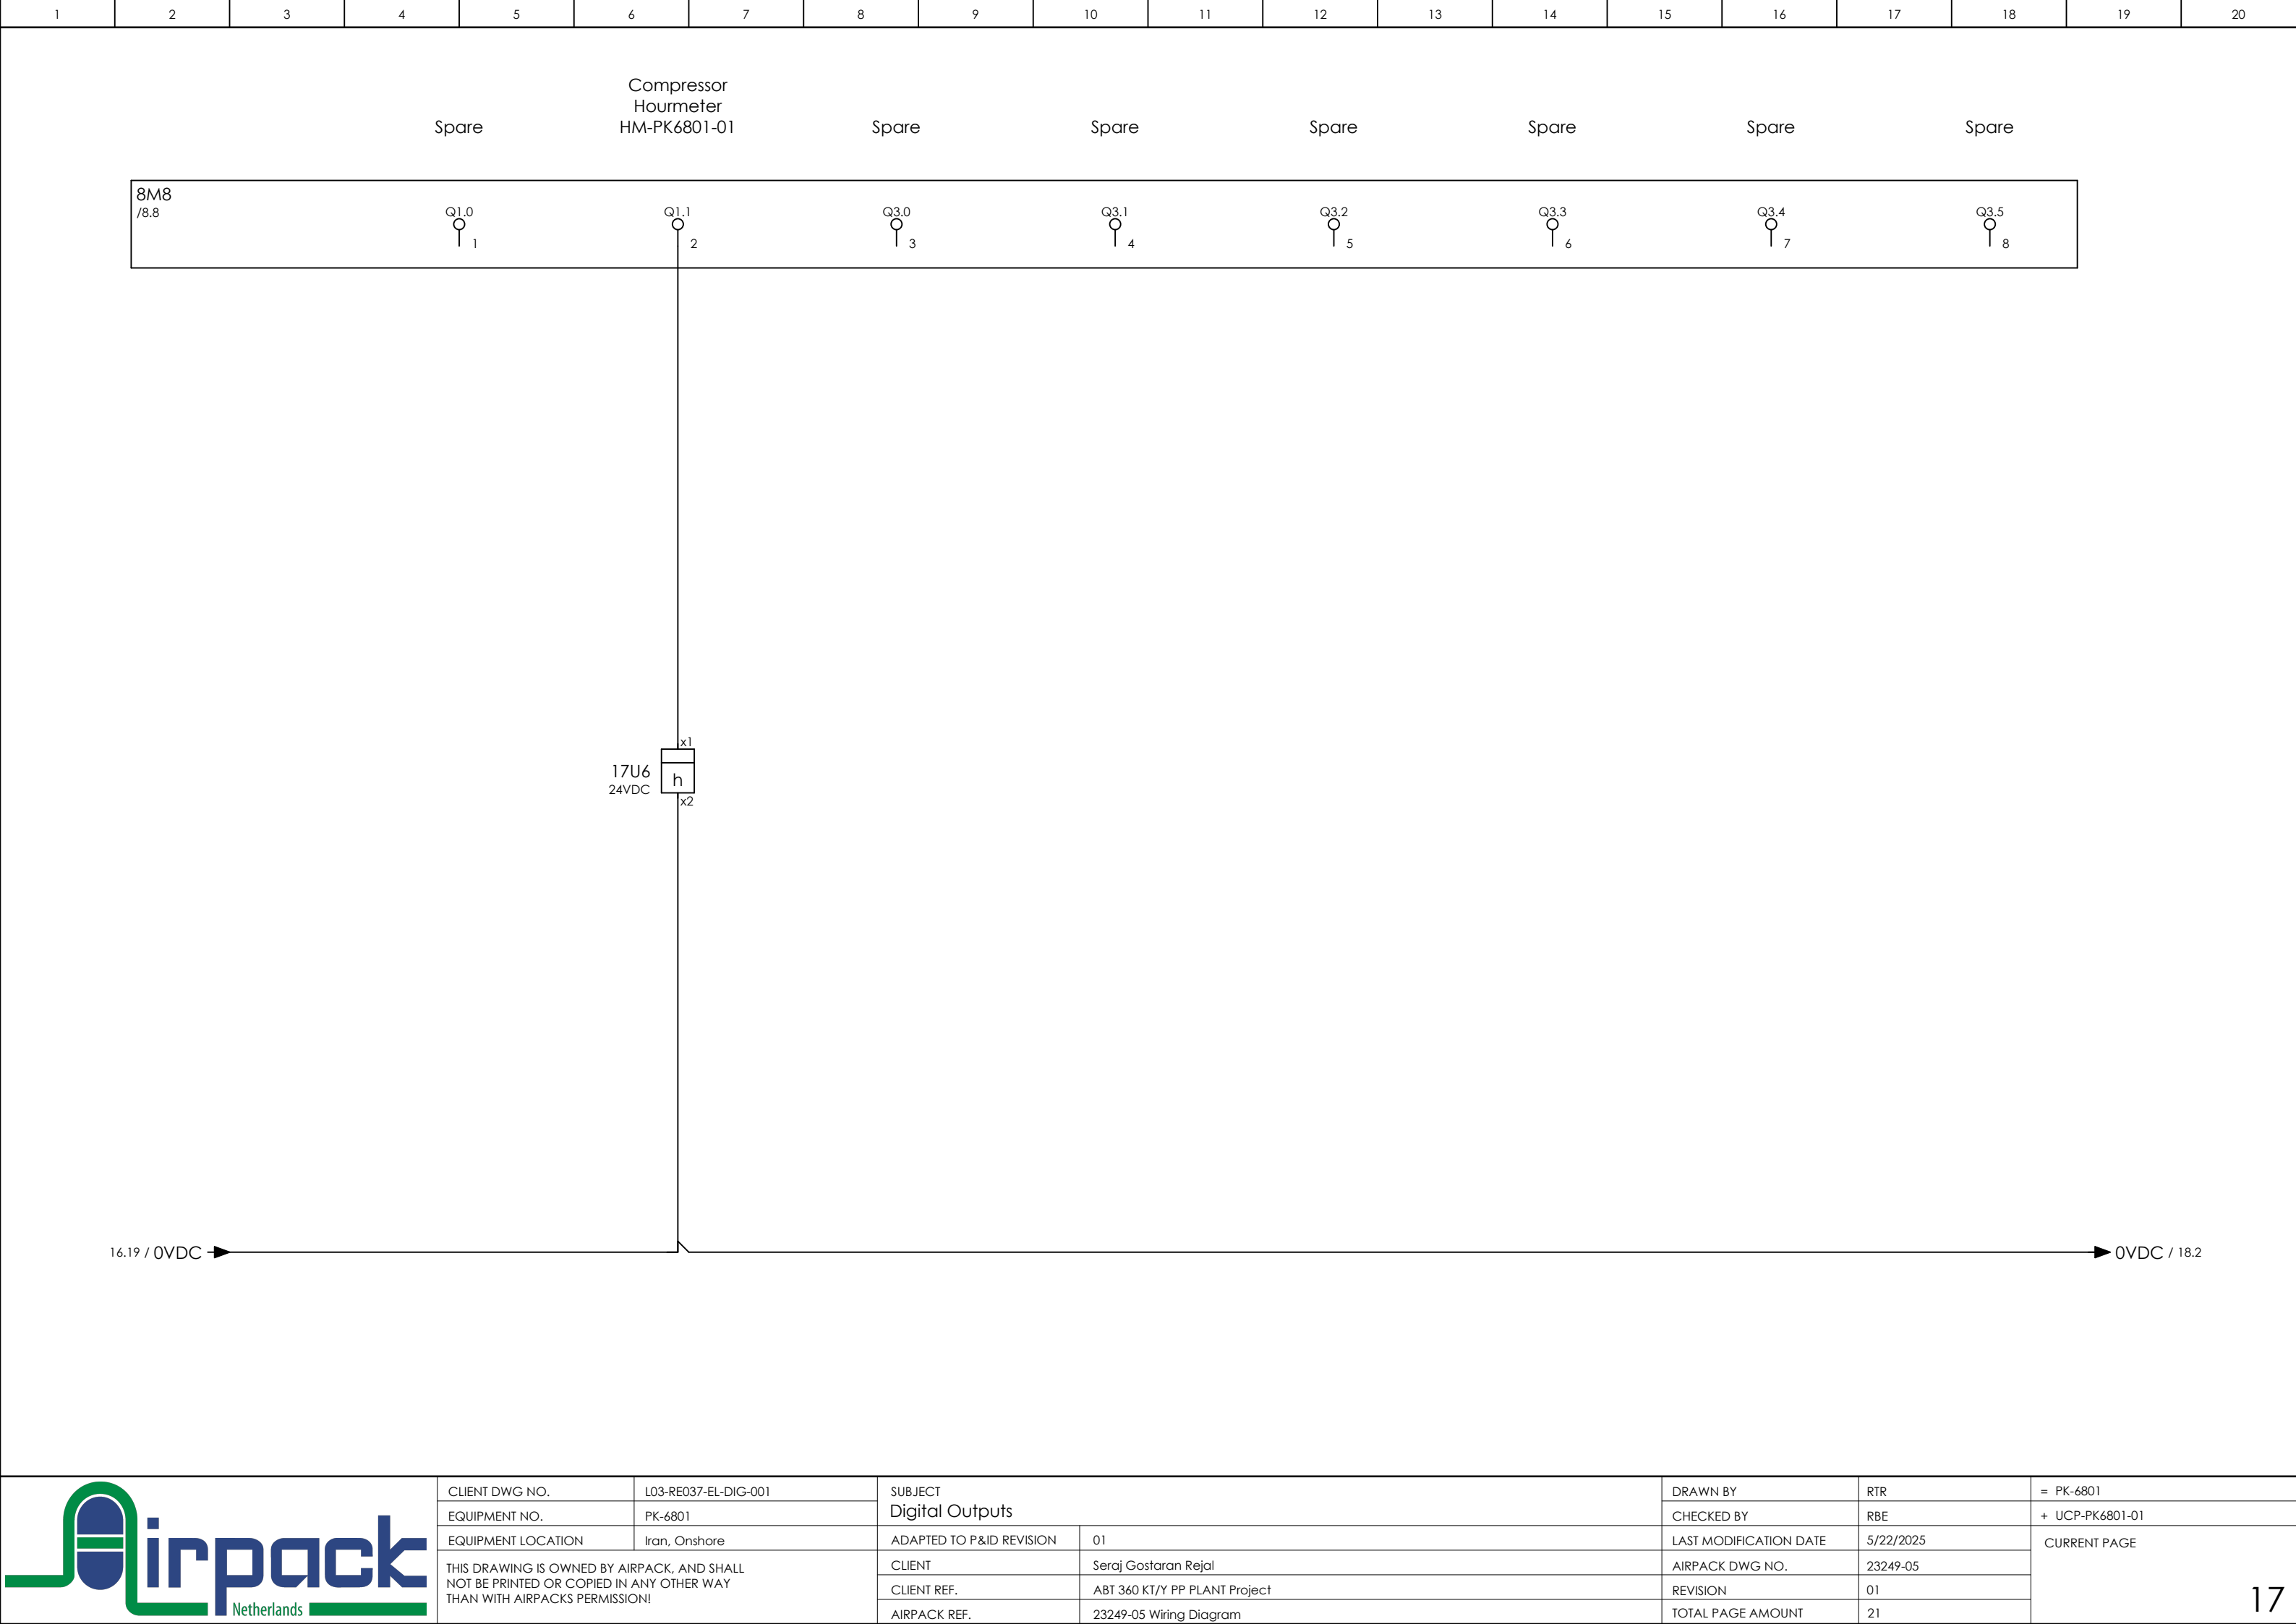 1 2 3 4 5 6 7 8 9 10 11 12 13 14 15 16 17 18 19 20
Compressor
Hourmeter
Spare HM-PK6801-01 Spare Spare Spare Spare Spare Spare
8M8
/8.8
Q1.0 Q1.1 Q3.0 Q3.1 Q3.2 Q3.3 Q3.4 Q3.5
1 2 3 4 5 6 7 8
x1
17U6
h
24VDC
x2
16.19 / 0VDC 0VDC / 18.2
Airpack
Netherlands
CLIENT DWG NO. L03-RE037-EL-DIG-001
EQUIPMENT NO. PK-6801
EQUIPMENT LOCATION Iran, Onshore
THIS DRAWING IS OWNED BY AIRPACK, AND SHALL
NOT BE PRINTED OR COPIED IN ANY OTHER WAY
THAN WITH AIRPACKS PERMISSION!
SUBJECT
Digital Outputs
ADAPTED TO P&ID REVISION 01
CLIENT Seraj Gostaran Rejal
CLIENT REF. ABT 360 KT/Y PP PLANT Project
AIRPACK REF. 23249-05 Wiring Diagram
DRAWN BY RTR
CHECKED BY RBE
LAST MODIFICATION DATE 5/22/2025
AIRPACK DWG NO. 23249-05
REVISION 01
TOTAL PAGE AMOUNT 21
= PK-6801
+ UCP-PK6801-01
CURRENT PAGE
17